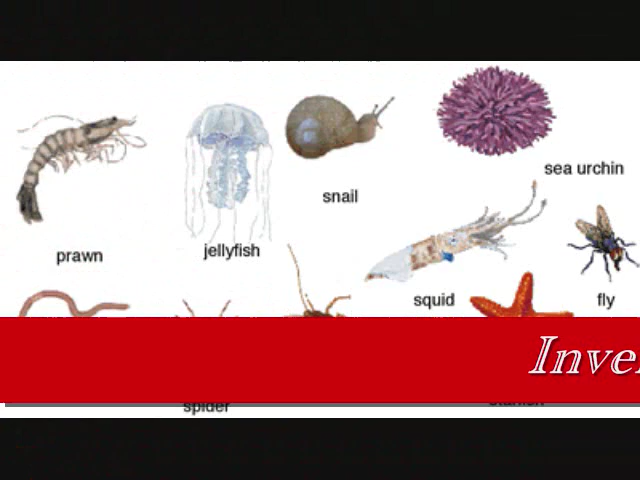 sea urchin
snail
jellyfish
prawn
squid
fly
Inve
spider